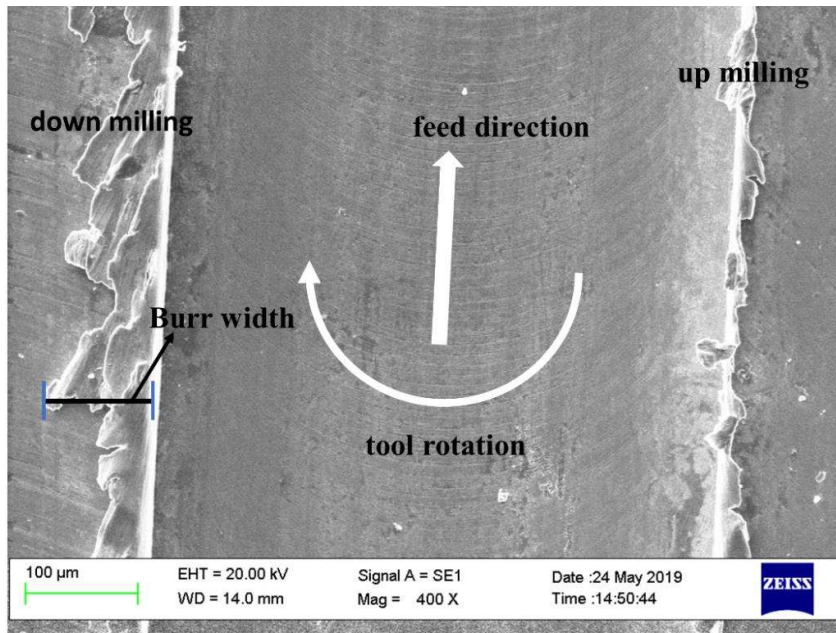 up milling
down milling
feed direction
Burr width
tool rotation
100 µm
EHT = 20.00 kV
Signal A = SE1
Date :24 May 2019
WD = 14.0 mm
Mag = 400 X
Time :14:50:44
ZEISS